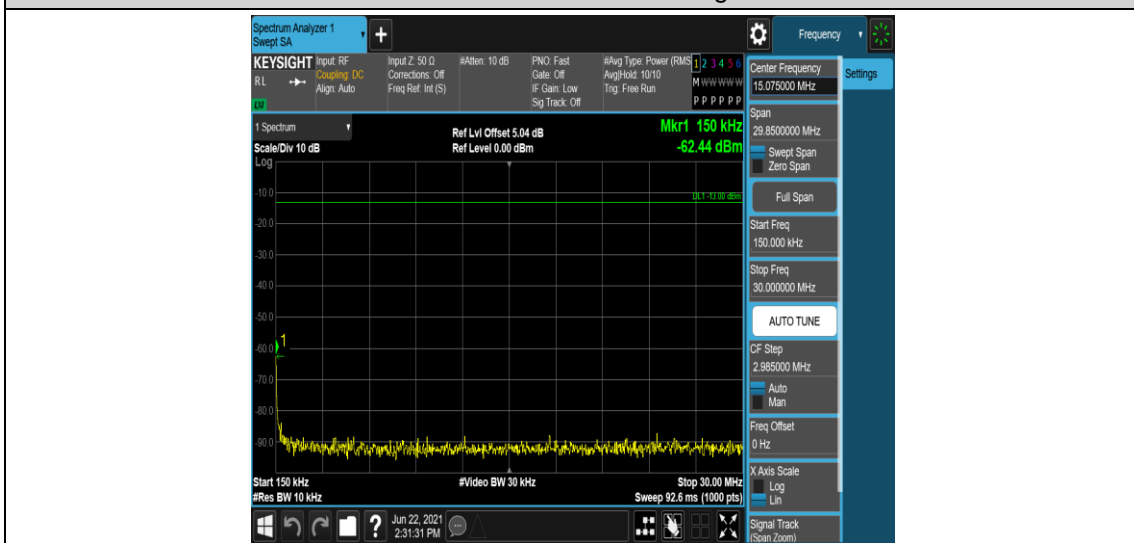 Spectrum Analyzer 1
Swept SA
+
Frequency
KEYSIGHT
RL
Input: RF
Coupling: DC
Align: Auto
Input Z: 50 Ω
Corrections: Off
Freq Ref: Int (S)
#Atten: 10 dB
PNO: Fast
Gate: Off
IF Gain: Low
Sig Track: Off
#Avg Type: Power (RMS
Avg|Hold: 10/10
Trig: Free Run
1 2 3 4 5 6
M W W W W W
P P P P P P
1 Spectrum
Scale/Div 10 dB
Ref Lvl Offset 5.04 dB
Ref Level 0.00 dBm
Mkr1 150 kHz
-62.44 dBm
Log
DL1 -13.00 dBm
-10.0
-20.0
-30.0
-40.0
-50.0
-60.0
-70.0
-80.0
-90.0
1
Start 150 kHz
#Res BW 10 kHz
#Video BW 30 kHz
Stop 30.00 MHz
Sweep 92.6 ms (1000 pts)
?
Jun 22, 2021
2:31:31 PM
Center Frequency
15.075000 MHz
Settings
Span
29.8500000 MHz
Swept Span
Zero Span
Full Span
Start Freq
150.000 kHz
Stop Freq
30.000000 MHz
AUTO TUNE
CF Step
2.985000 MHz
Auto
Man
Freq Offset
0 Hz
X Axis Scale
Log
Lin
Signal Track
(Span Zoom)